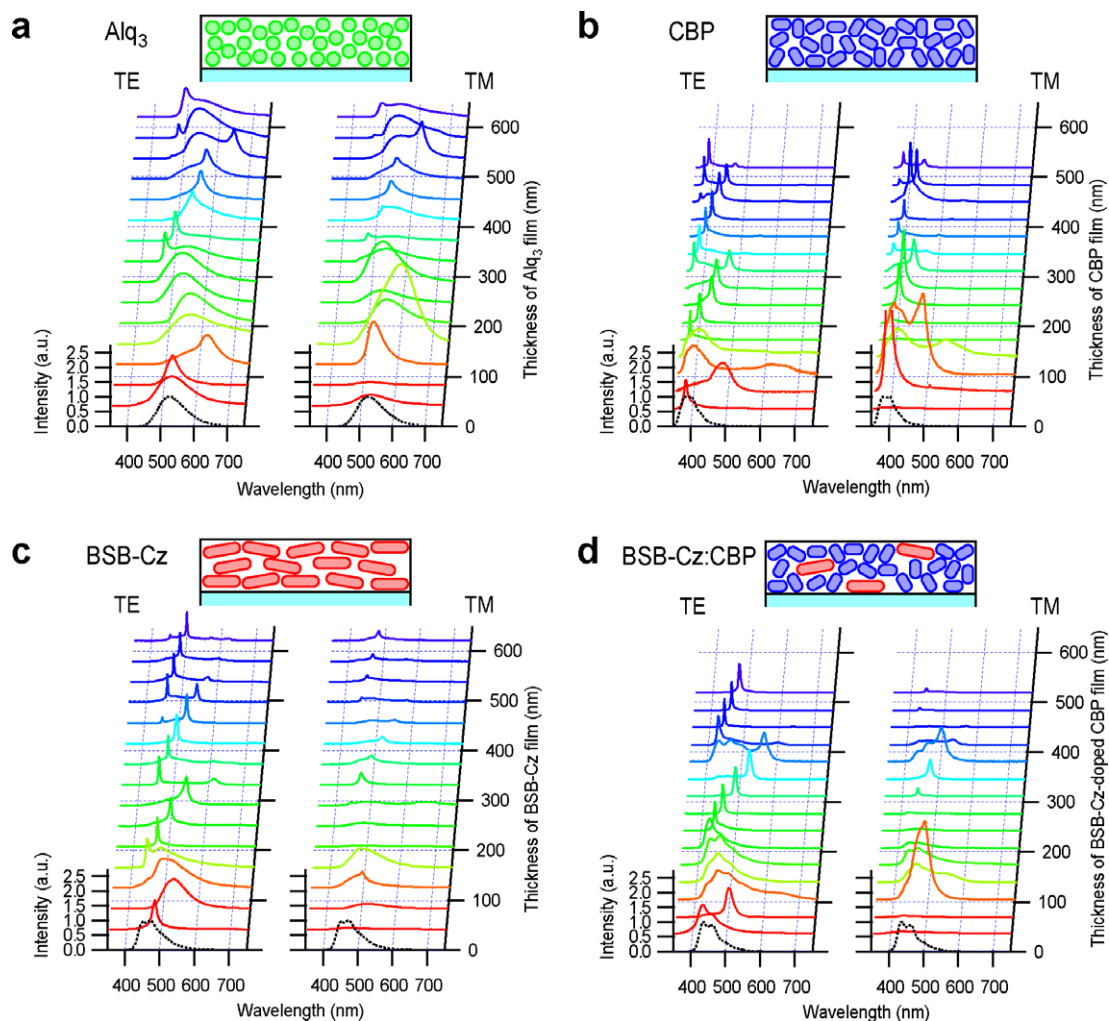 a Alq3
TE TM
600
500
400
300
200
100
0
Thickness of Alq3 film (nm)
2.5
2.0
1.5
1.0
0.5
0.0
Intensity (a.u.)
400 500 600 700 400 500 600 700
Wavelength (nm)
b CBP
TE TM
600
500
400
300
200
100
0
Thickness of CBP film (nm)
2.5
2.0
1.5
1.0
0.5
0.0
Intensity (a.u.)
400 500 600 700 400 500 600 700
Wavelength (nm)
c BSB-Cz
TE TM
600
500
400
300
200
100
0
Thickness of BSB-Cz film (nm)
2.5
2.0
1.5
1.0
0.5
0.0
Intensity (a.u.)
400 500 600 700 400 500 600 700
Wavelength (nm)
d BSB-Cz:CBP
TE TM
600
500
400
300
200
100
0
Thickness of BSB-Cz-doped CBP film (nm)
2.5
2.0
1.5
1.0
0.5
0.0
Intensity (a.u.)
400 500 600 700 400 500 600 700
Wavelength (nm)